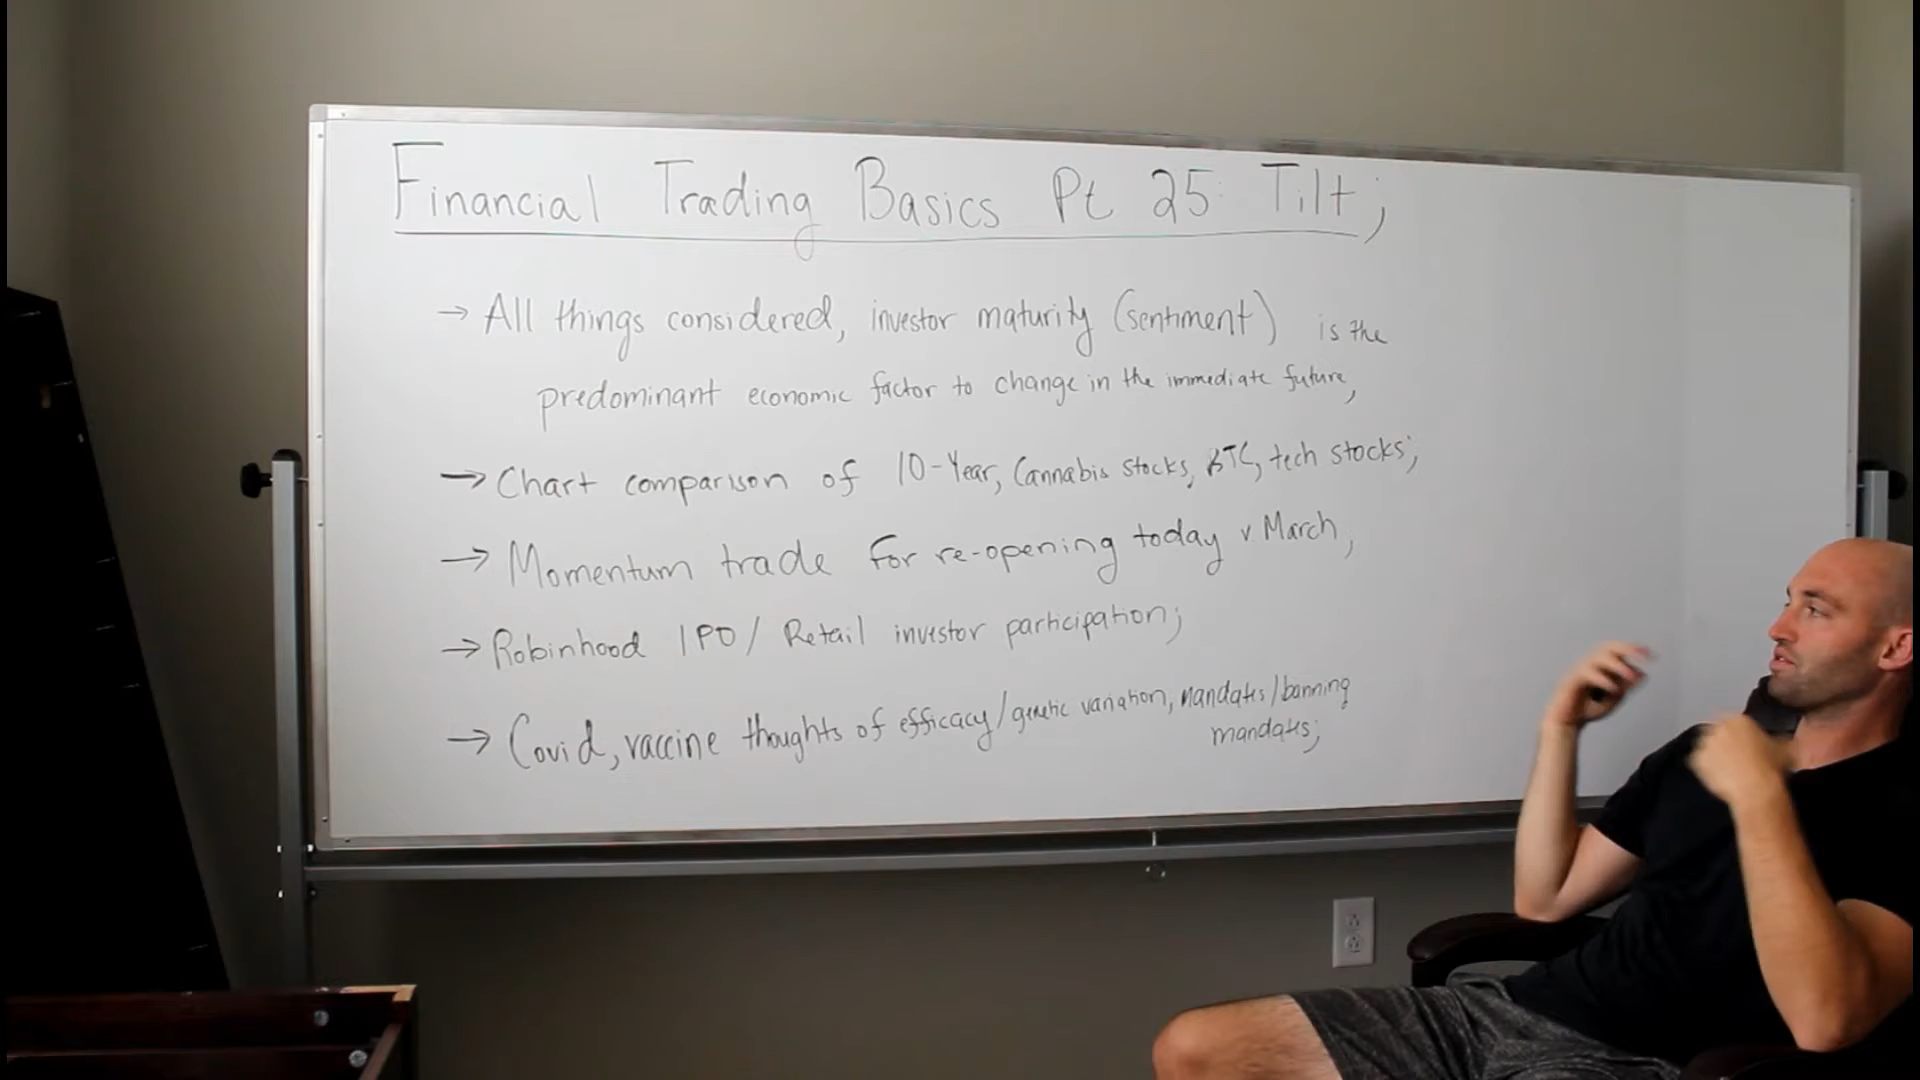 Financial Trading Basics Pt 25: Tilt;
→ All things considered, investor maturity (sentiment) is the
predominant economic factor to change in the immediate future,
→ Chart comparison of 10-Year, Cannabis stocks, BTC, tech stocks;
→ Momentum trade for re-opening today v March,
→ Robinhood IPO/ Retail investor participation;
→ Covid, vaccine thoughts of efficacy/genetic variation, mandates/banning
mandates;